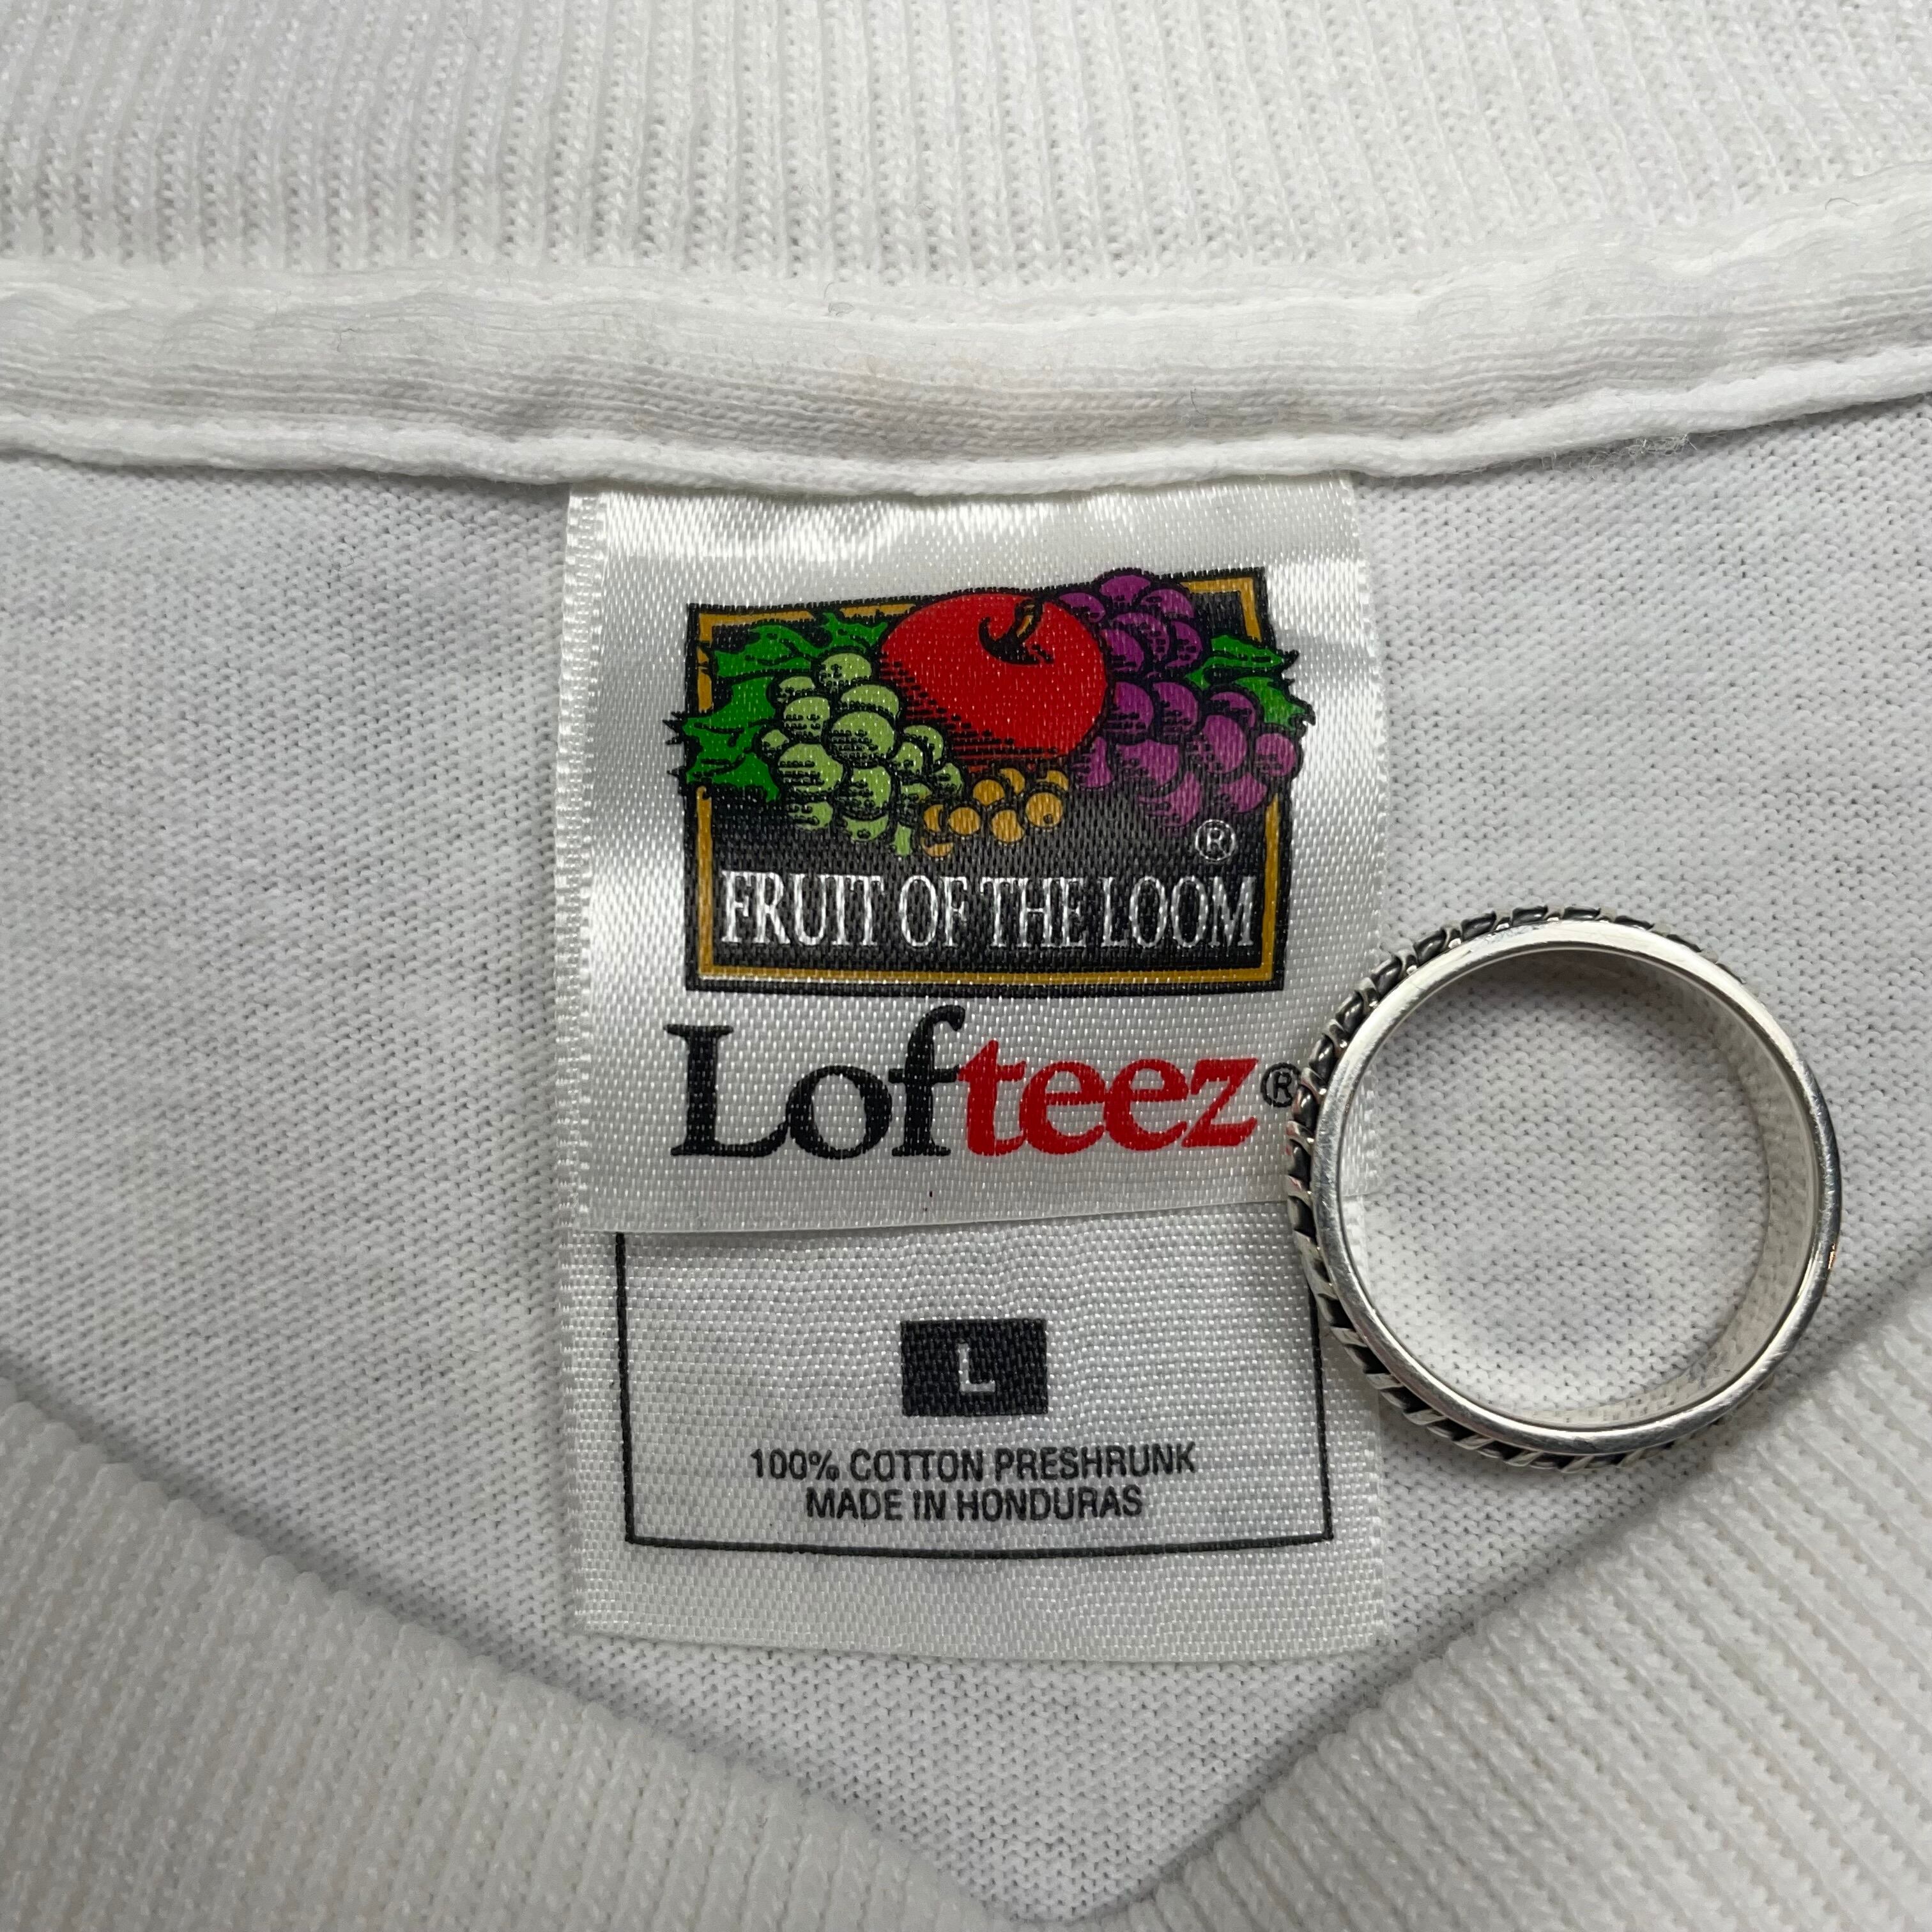 ®
FRUIT OF THE LOOM
Lofteez®
L
100% COTTON PRESHRUNK
MADE IN HONDURAS